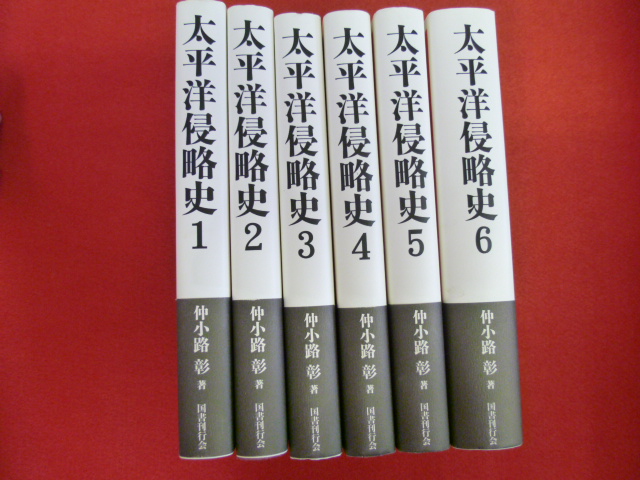 太平洋侵略史1
仲小路 彰 著
国書刊行会
太平洋侵略史2
仲小路 彰 著
国書刊行会
太平洋侵略史3
仲小路 彰 著
国書刊行会
太平洋侵略史4
仲小路 彰 著
国書刊行会
太平洋侵略史5
仲小路 彰 著
国書刊行会
太平洋侵略史6
仲小路 彰 著
国書刊行会